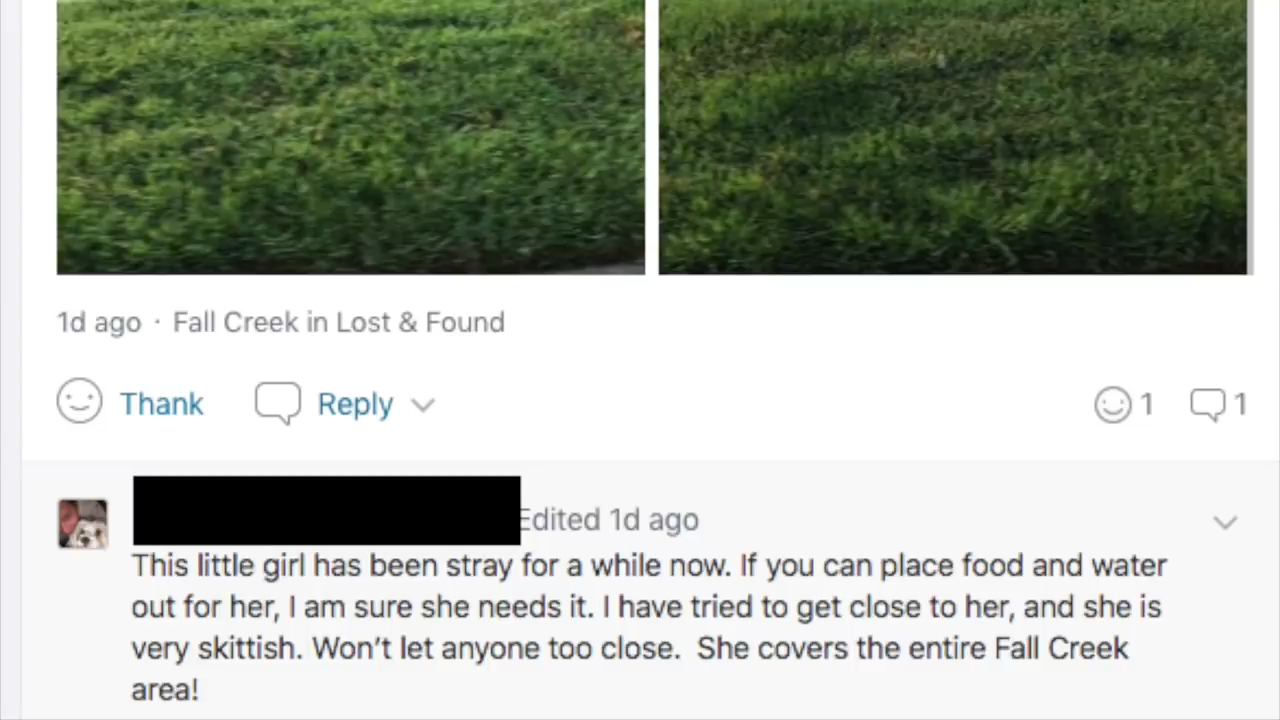 1d ago · Fall Creek in Lost & Found
Thank Reply 1 1
Edited 1d ago
This little girl has been stray for a while now. If you can place food and water
out for her, I am sure she needs it. I have tried to get close to her, and she is
very skittish. Won’t let anyone too close.  She covers the entire Fall Creek
area!